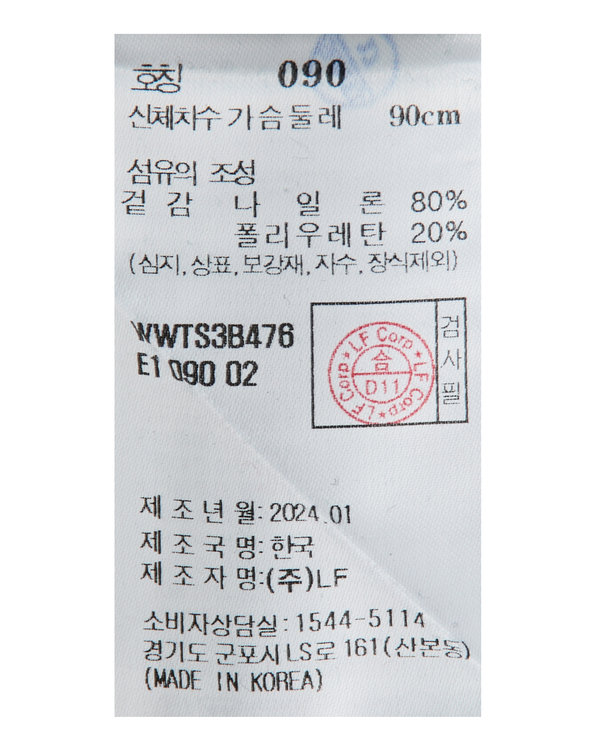 호칭 090
신체치수 가슴둘레 90cm
섬유의 조성
겉감 나일론 80%
폴리우레탄 20%
(심지,상표,보강재,자수,장식제외)
WWTS3B476
E1 090 02
LF Corp ★ LF Corp ★ LF Corp ★
합
D11
검사필
제조년월: 2024.01
제조국명: 한국
제조자명:(주)LF
소비자상담실: 1544-5114
경기도 군포시 LS로 161(산본동)
(MADE IN KOREA)